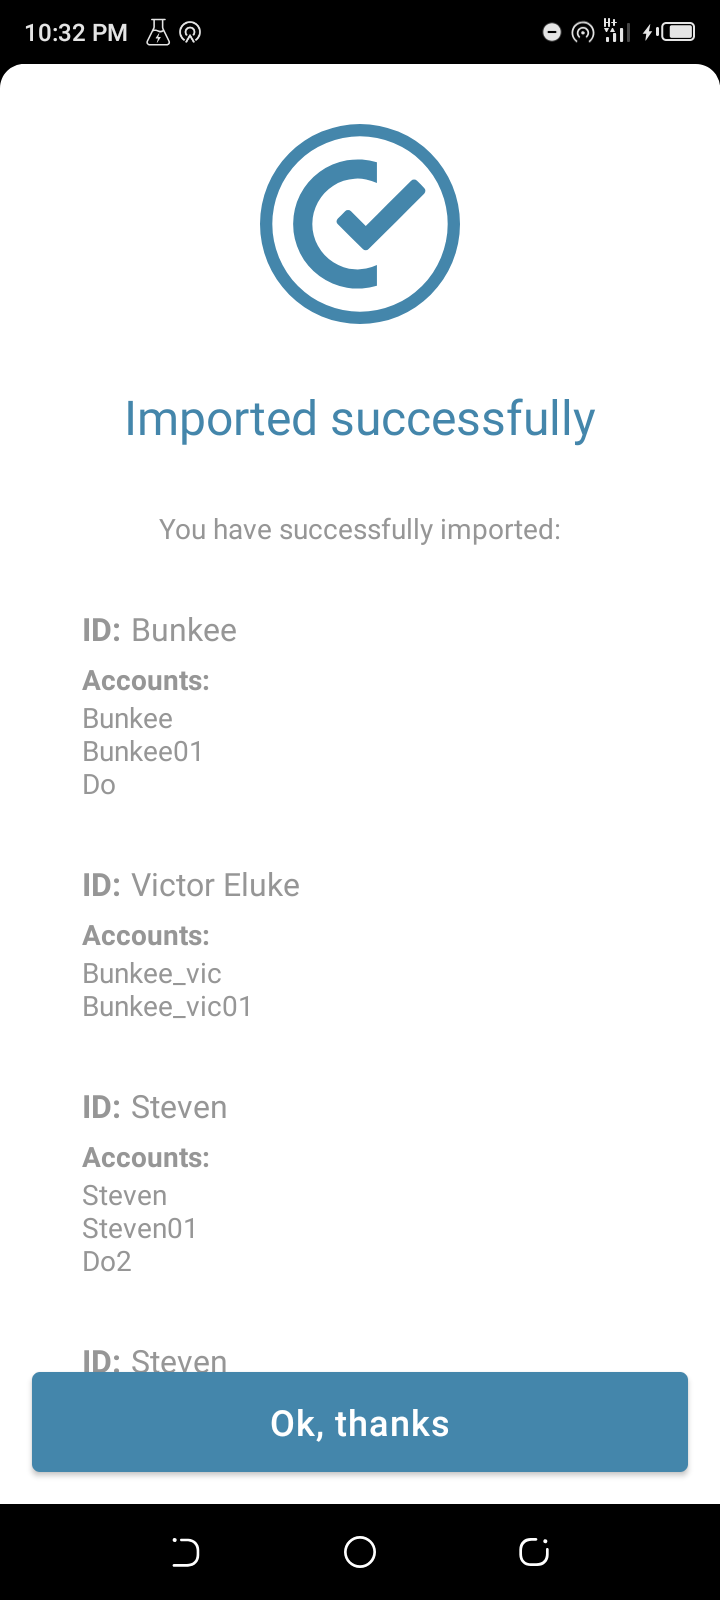 10:32 PM
H+
Imported successfully
You have successfully imported:
ID: Bunkee
Accounts:
Bunkee
Bunkee01
Do
ID: Victor Eluke
Accounts:
Bunkee_vic
Bunkee_vic01
ID: Steven
Accounts:
Steven
Steven01
Do2
ID: Steven
Ok, thanks